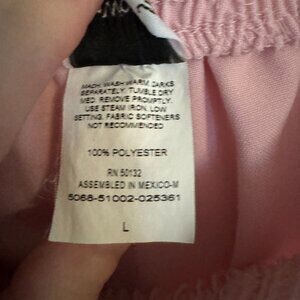 MACH. WASH WARM. DARKS
SEPARATELY. TUMBLE DRY
MED. REMOVE PROMPTLY.
USE STEAM IRON, LOW
SETTING. FABRIC SOFTENERS
NOT RECOMMENDED
100% POLYESTER
RN 50132
ASSEMBLED IN MEXICO-M
5068-51002-025361
L